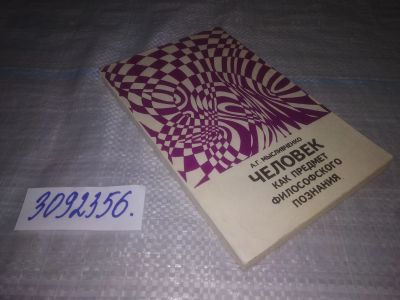 А.Г. МЫСЛИВЧЕНКО
ЧЕЛОВЕК
КАК ПРЕДМЕТ
ФИЛОСОФСКОГО
ПОЗНАНИЯ
3092356.